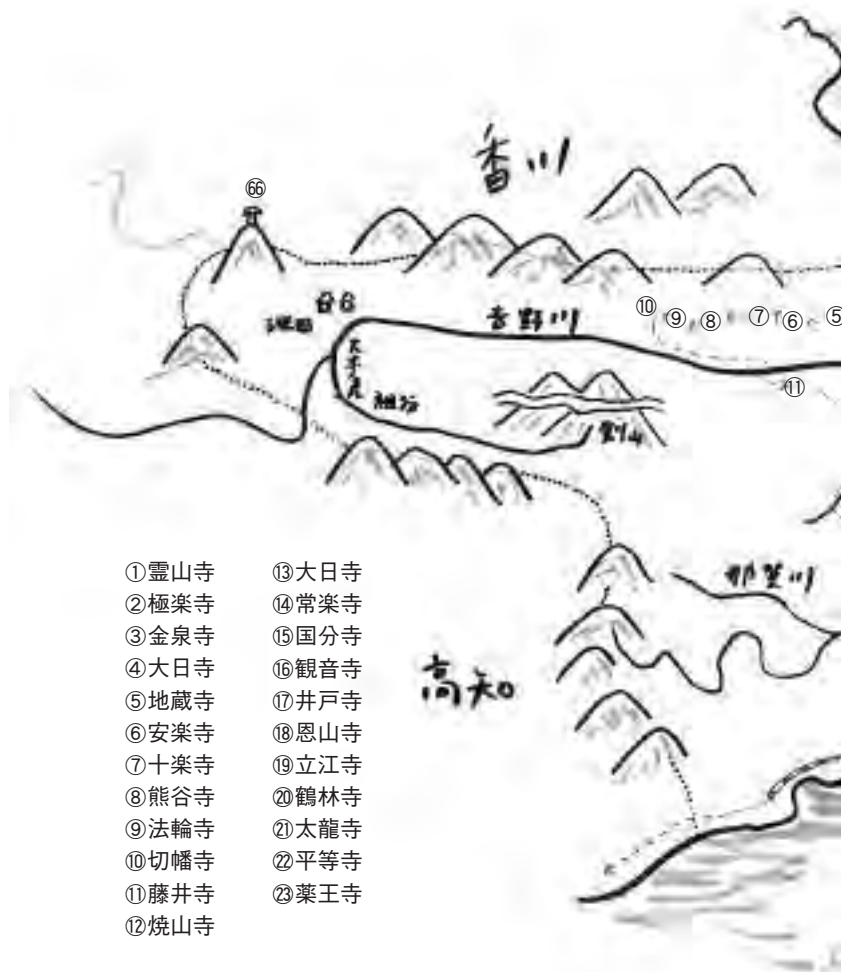 香川
66
池田
吉野川
⑩
⑨
⑧
⑦
⑥
⑤
大歩危
祖谷
剣山
⑪
那賀川
高知
①霊山寺
②極楽寺
③金泉寺
④大日寺
⑤地蔵寺
⑥安楽寺
⑦十楽寺
⑧熊谷寺
⑨法輪寺
⑩切幡寺
⑪藤井寺
⑫焼山寺
⑬大日寺
⑭常楽寺
⑮国分寺
⑯観音寺
⑰井戸寺
⑱恩山寺
⑲立江寺
⑳鶴林寺
㉑太龍寺
㉒平等寺
㉓薬王寺